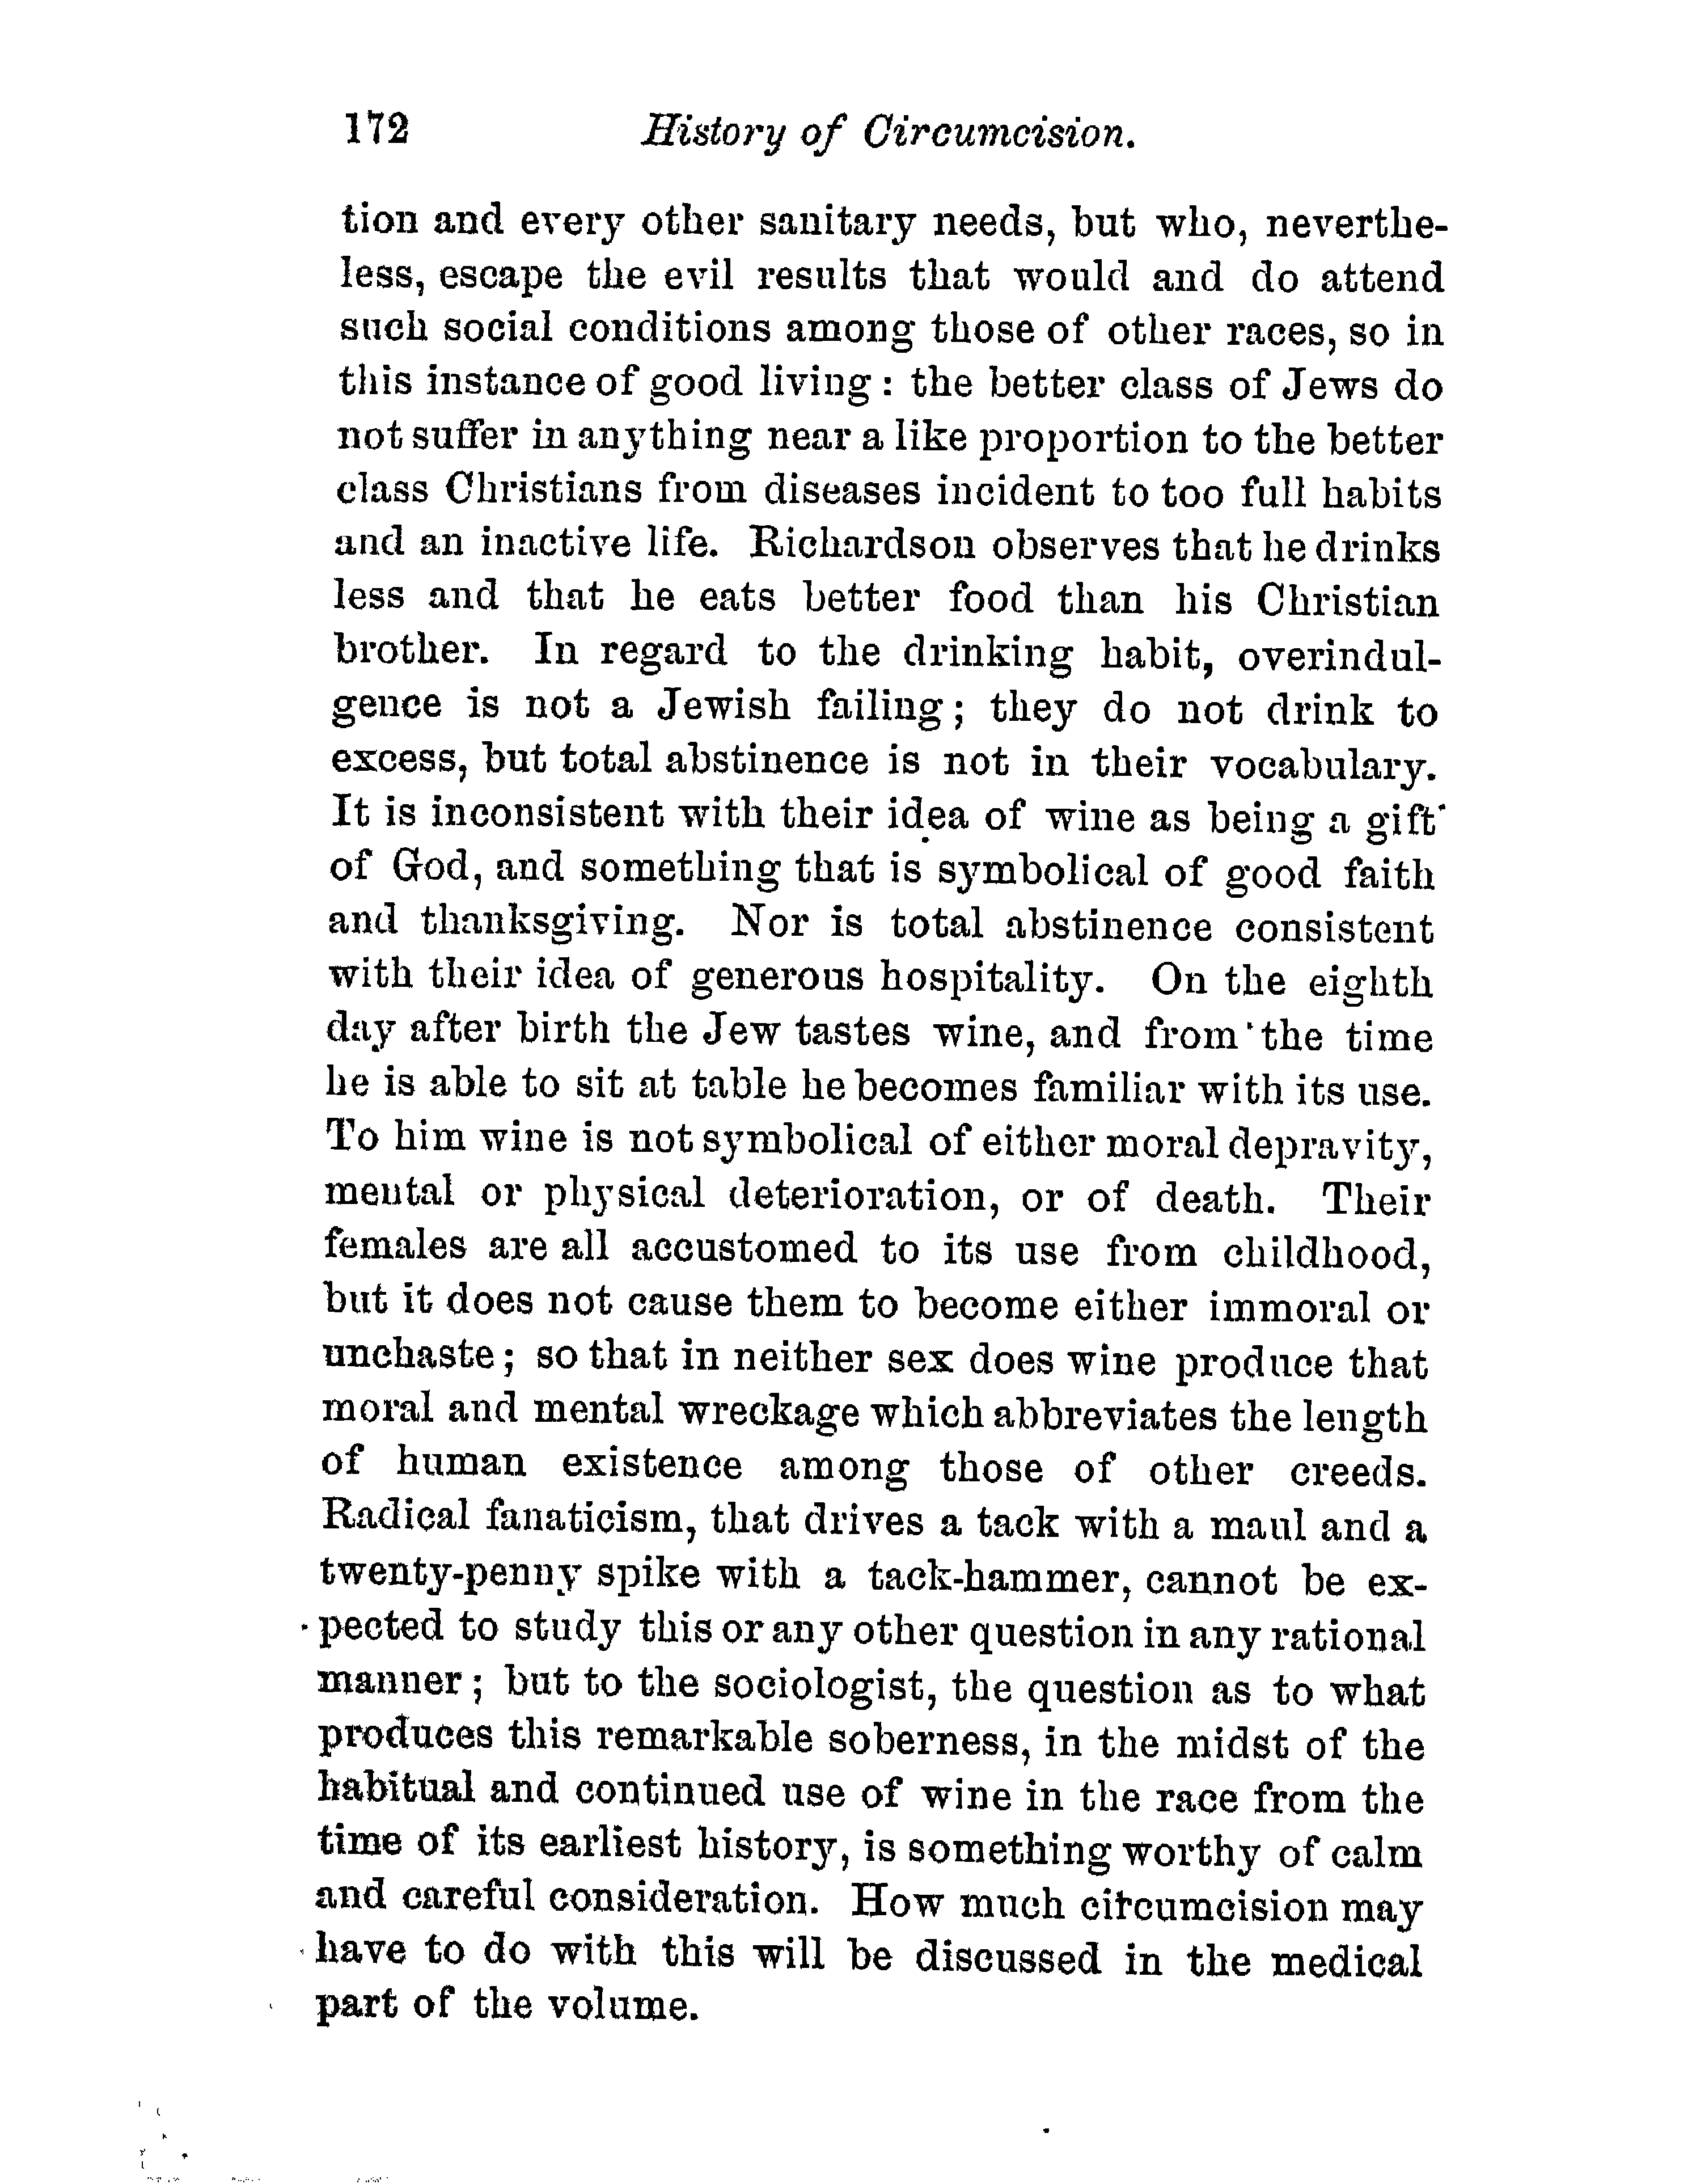 172 History of Circumcision.
tion and every other sanitary needs, but who, neverthe-
less, escape the evil results that would and do attend
such social conditions among those of other races, so in
this instance of good living : the better class of Jews do
not suffer in anything near a like proportion to the better
class Christians from diseases incident to too full habits
and an inactive life. Richardson observes that he drinks
less and that he eats better food than his Christian
brother. In regard to the drinking habit, overindul-
gence is not a Jewish failing ; they do not drink to
excess, but total abstinence is not in their vocabulary.
It is inconsistent with their idea of wine as being a gift
of God, and something that is symbolical of good faith
and thanksgiving. Nor is total abstinence consistent
with their idea of generous hospitality. On the eighth
day after birth the Jew tastes wine, and from the time
he is able to sit at table he becomes familiar with its use.
To him wine is not symbolical of either moral depravity,
mental or physical deterioration, or of death. Their
females are all accustomed to its use from childhood,
but it does not cause them to become either immoral or
unchaste ; so that in neither sex does wine produce that
moral and mental wreckage which abbreviates the length
of human existence among those of other creeds.
Radical fanaticism, that drives a tack with a maul and a
twenty-penny spike with a tack-hammer, cannot be ex-
pected to study this or any other question in any rational
manner ; but to the sociologist, the question as to what
produces this remarkable soberness, in the midst of the
habitual and continued use of wine in the race from the
time of its earliest history, is something worthy of calm
and careful consideration. How much circumcision may
have to do with this will be discussed in the medical
part of the volume.